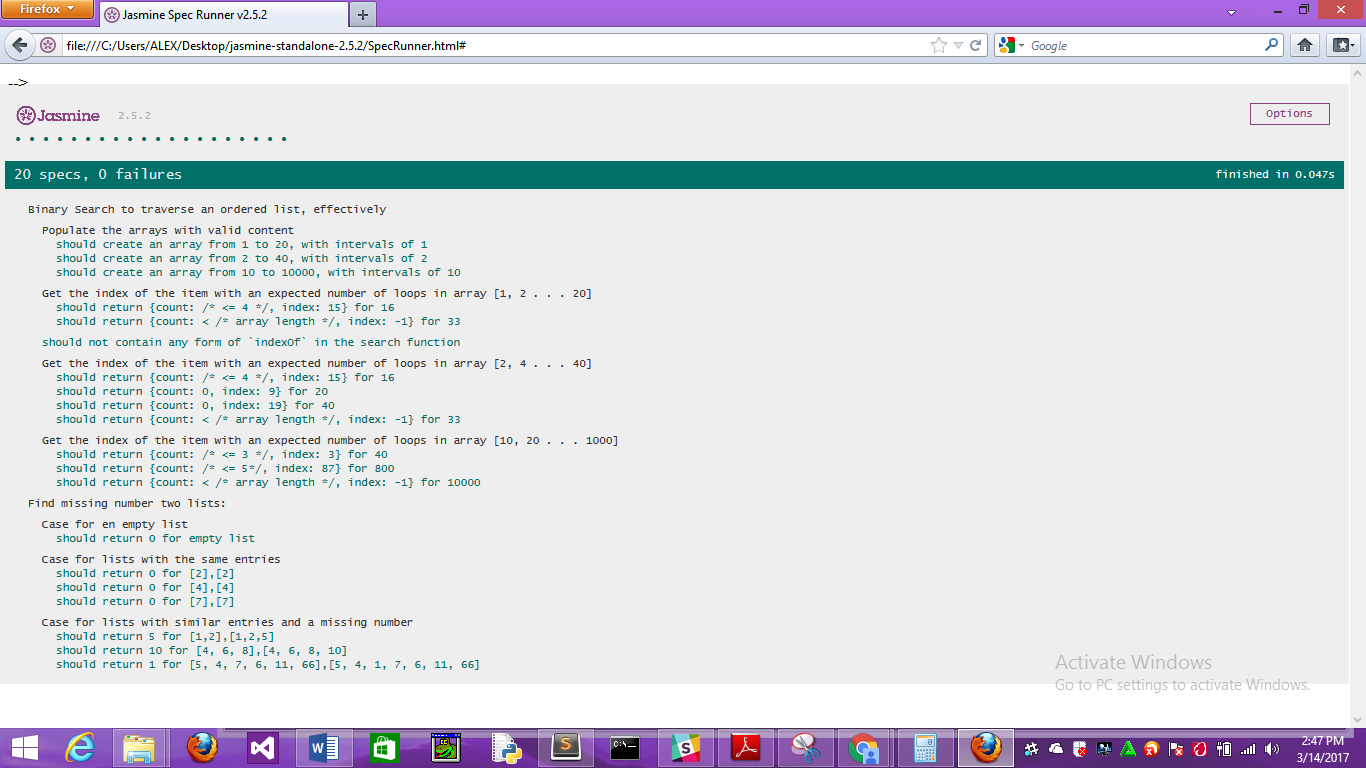 Firefox
Jasmine Spec Runner v2.5.2
file:///C:/Users/ALEX/Desktop/jasmine-standalone-2.5.2/SpecRunner.html#
Google
-->
Jasmine 2.5.2
Options
20 specs, 0 failures
finished in 0.047s
Binary Search to traverse an ordered list, effectively
Populate the arrays with valid content
should create an array from 1 to 20, with intervals of 1
should create an array from 2 to 40, with intervals of 2
should create an array from 10 to 10000, with intervals of 10
Get the index of the item with an expected number of loops in array [1, 2 . . . 20]
should return {count: /* <= 4 */, index: 15} for 16
should return {count: < /* array length */, index: -1} for 33
should not contain any form of `indexOf` in the search function
Get the index of the item with an expected number of loops in array [2, 4 . . . 40]
should return {count: /* <= 4 */, index: 15} for 16
should return {count: 0, index: 9} for 20
should return {count: 0, index: 19} for 40
should return {count: < /* array length */, index: -1} for 33
Get the index of the item with an expected number of loops in array [10, 20 . . . 1000]
should return {count: /* <= 3 */, index: 3} for 40
should return {count: /* <= 5*/, index: 87} for 800
should return {count: < /* array length */, index: -1} for 10000
Find missing number two lists:
Case for en empty list
should return 0 for empty list
Case for lists with the same entries
should return 0 for [2],[2]
should return 0 for [4],[4]
should return 0 for [7],[7]
Case for lists with similar entries and a missing number
should return 5 for [1,2],[1,2,5]
should return 10 for [4, 6, 8],[4, 6, 8, 10]
should return 1 for [5, 4, 7, 6, 11, 66],[5, 4, 1, 7, 6, 11, 66]
Activate Windows
Go to PC settings to activate Windows.
2:47 PM
3/14/2017